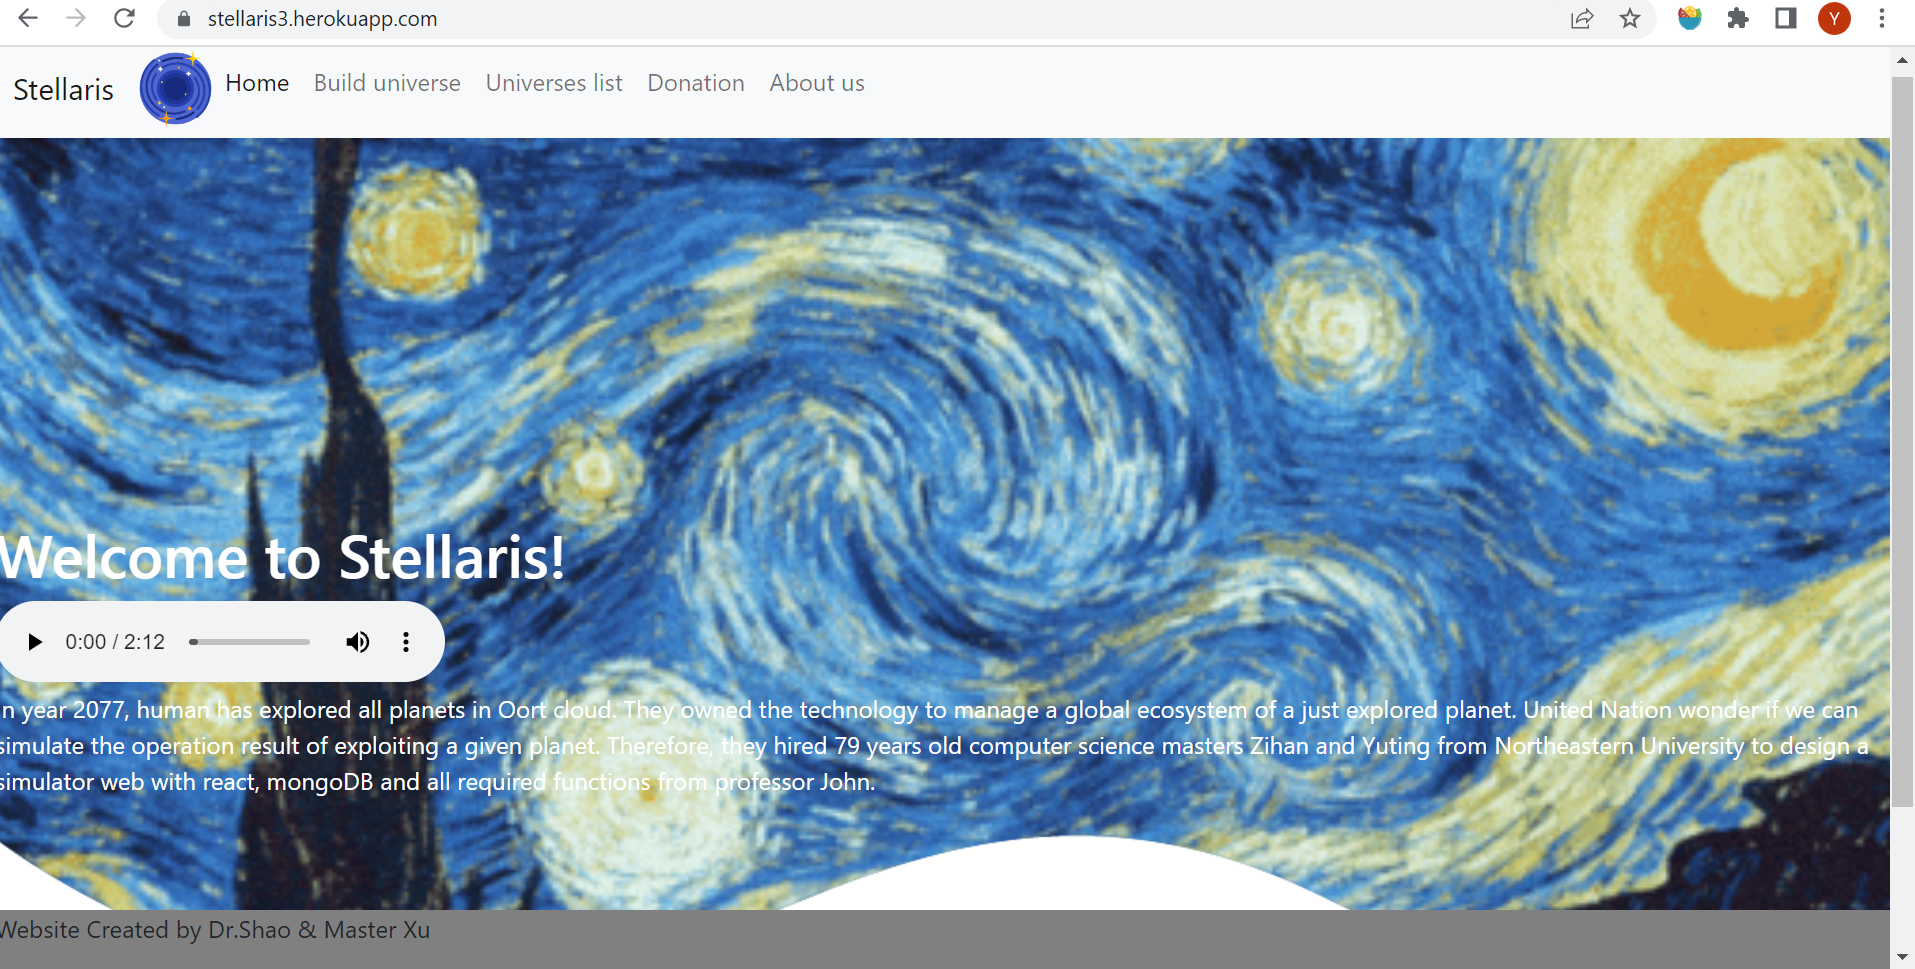 stellaris3.herokuapp.com
Y
Stellaris
Home Build universe Universes list Donation About us
Welcome to Stellaris!
0:00 / 2:12
In year 2077, human has explored all planets in Oort cloud. They owned the technology to manage a global ecosystem of a just explored planet. United Nation wonder if we can
simulate the operation result of exploiting a given planet. Therefore, they hired 79 years old computer science masters Zihan and Yuting from Northeastern University to design a
simulator web with react, mongoDB and all required functions from professor John.
Website Created by Dr.Shao & Master Xu